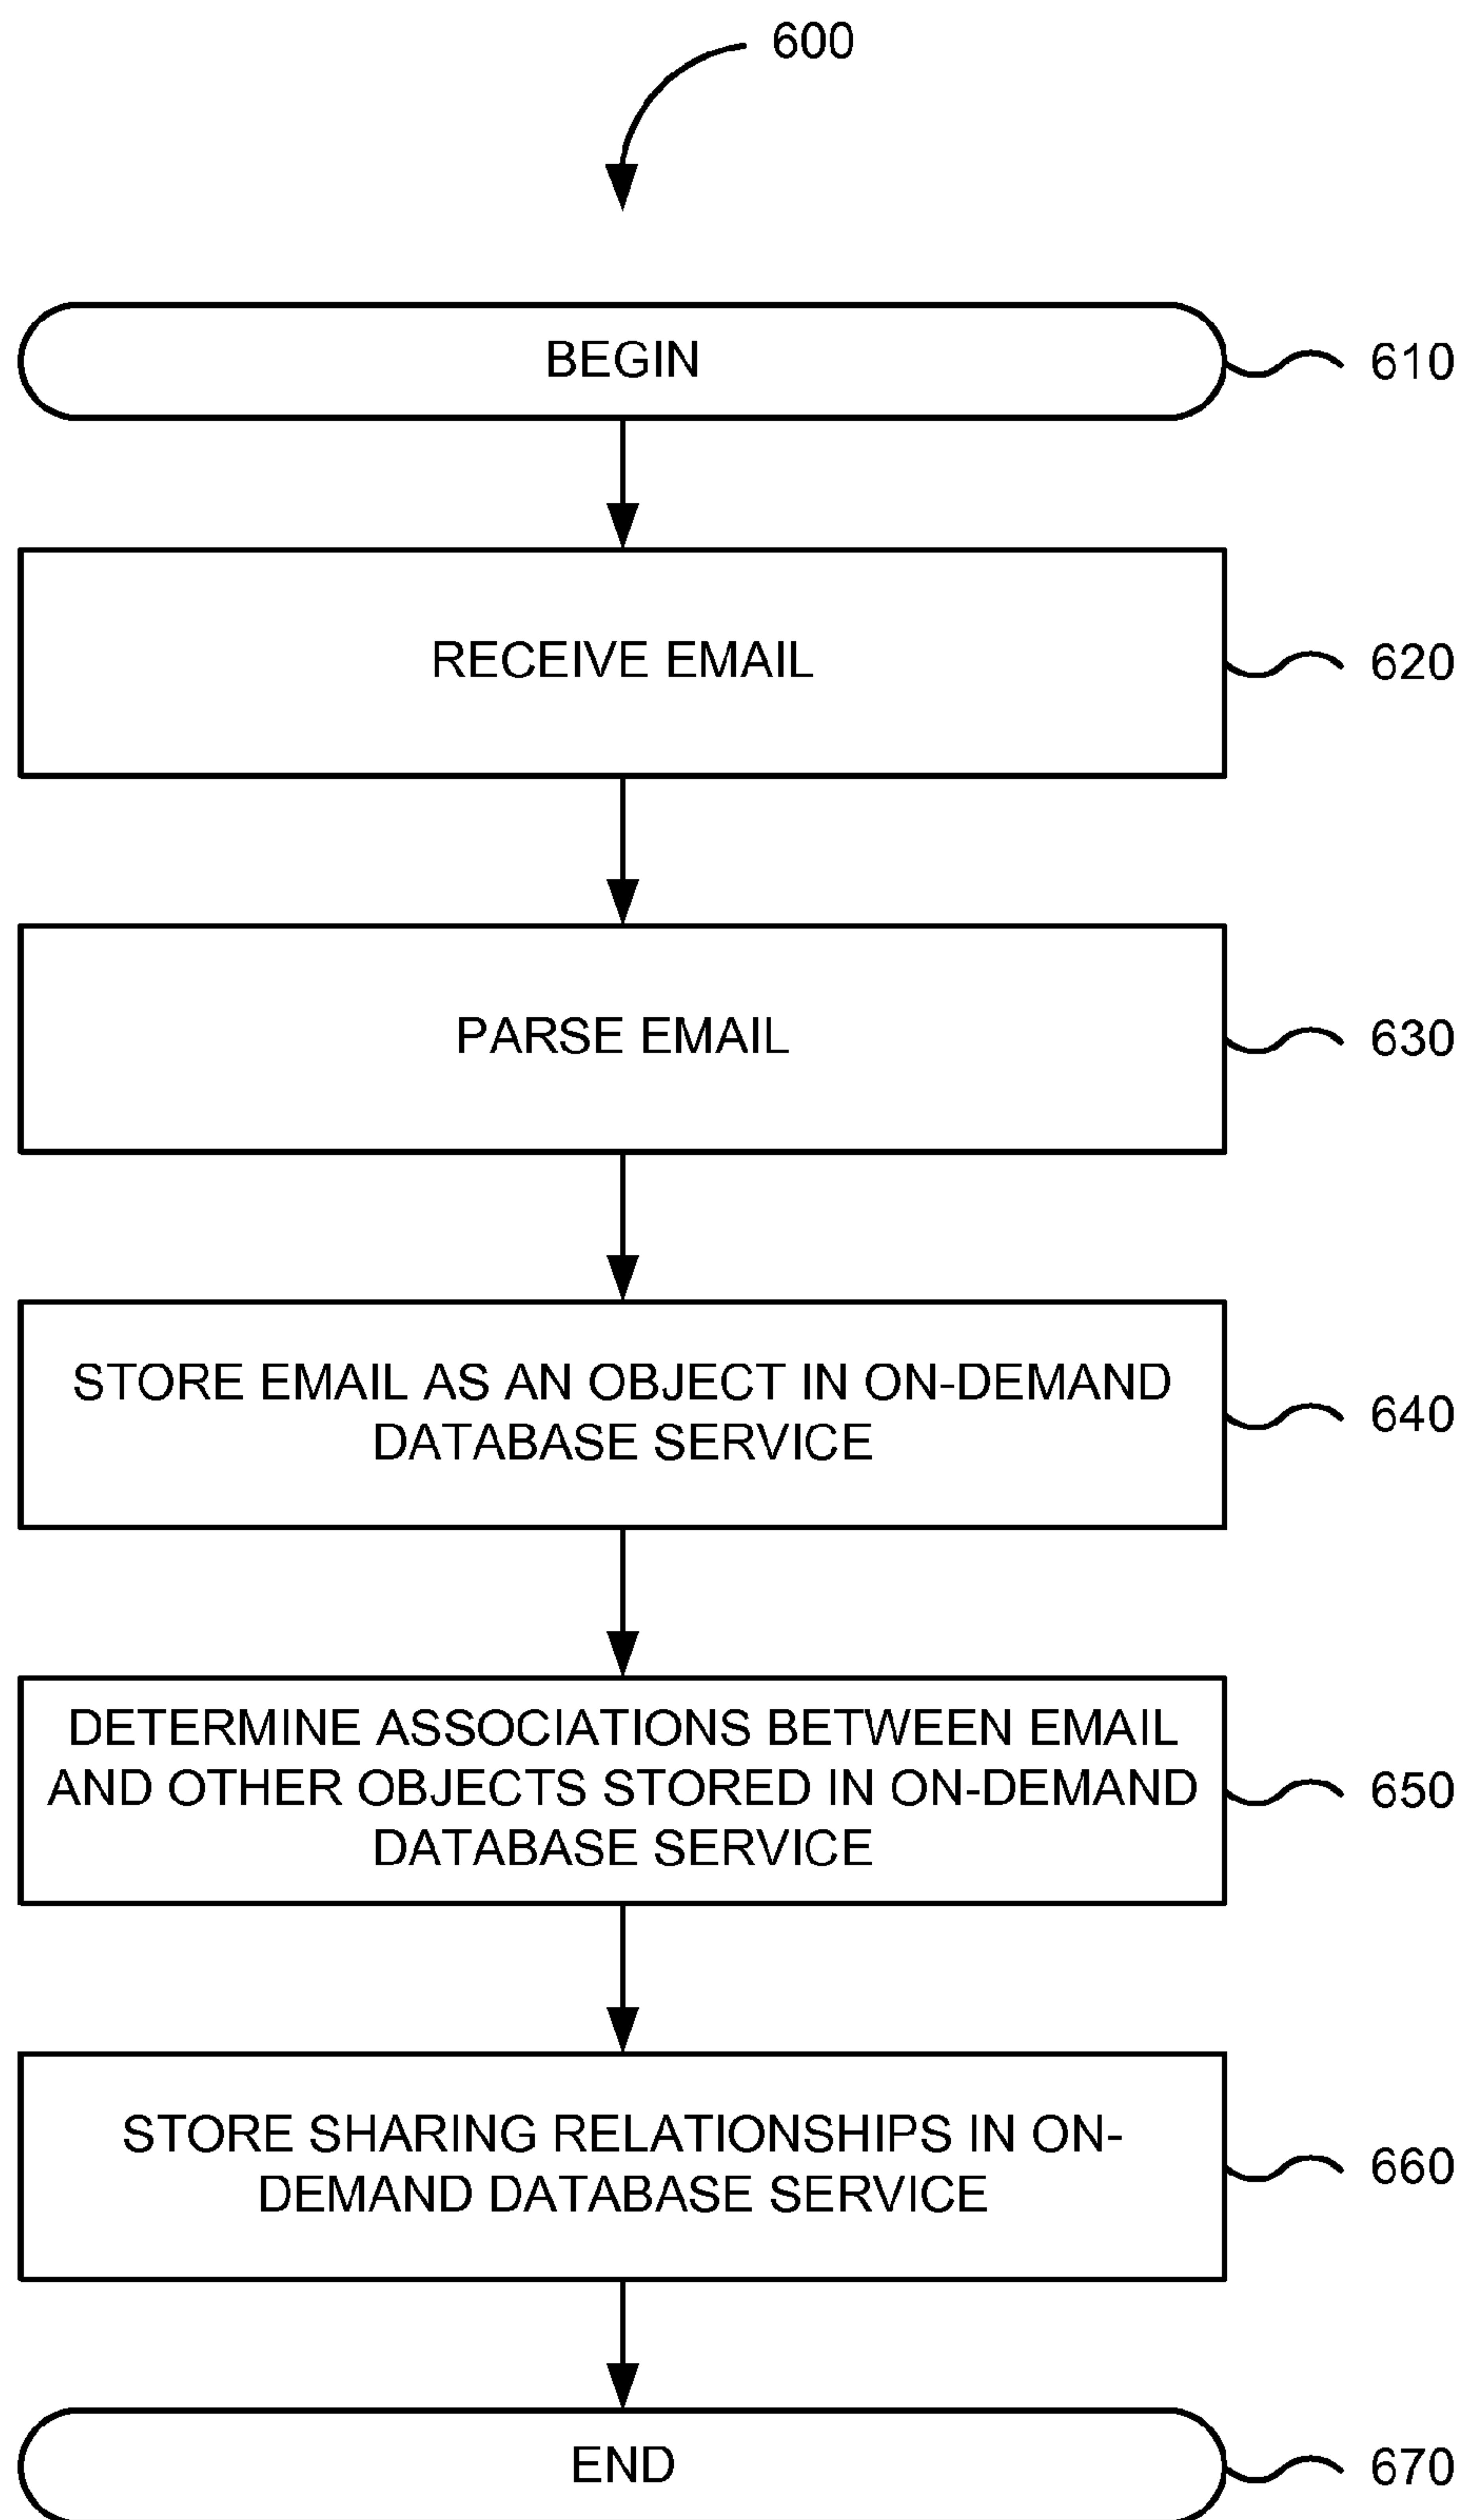 600
BEGIN
610
RECEIVE EMAIL
620
PARSE EMAIL
630
STORE EMAIL AS AN OBJECT IN ON-DEMAND
DATABASE SERVICE
640
DETERMINE ASSOCIATIONS BETWEEN EMAIL
AND OTHER OBJECTS STORED IN ON-DEMAND
DATABASE SERVICE
650
STORE SHARING RELATIONSHIPS IN ON-
DEMAND DATABASE SERVICE
660
END
670